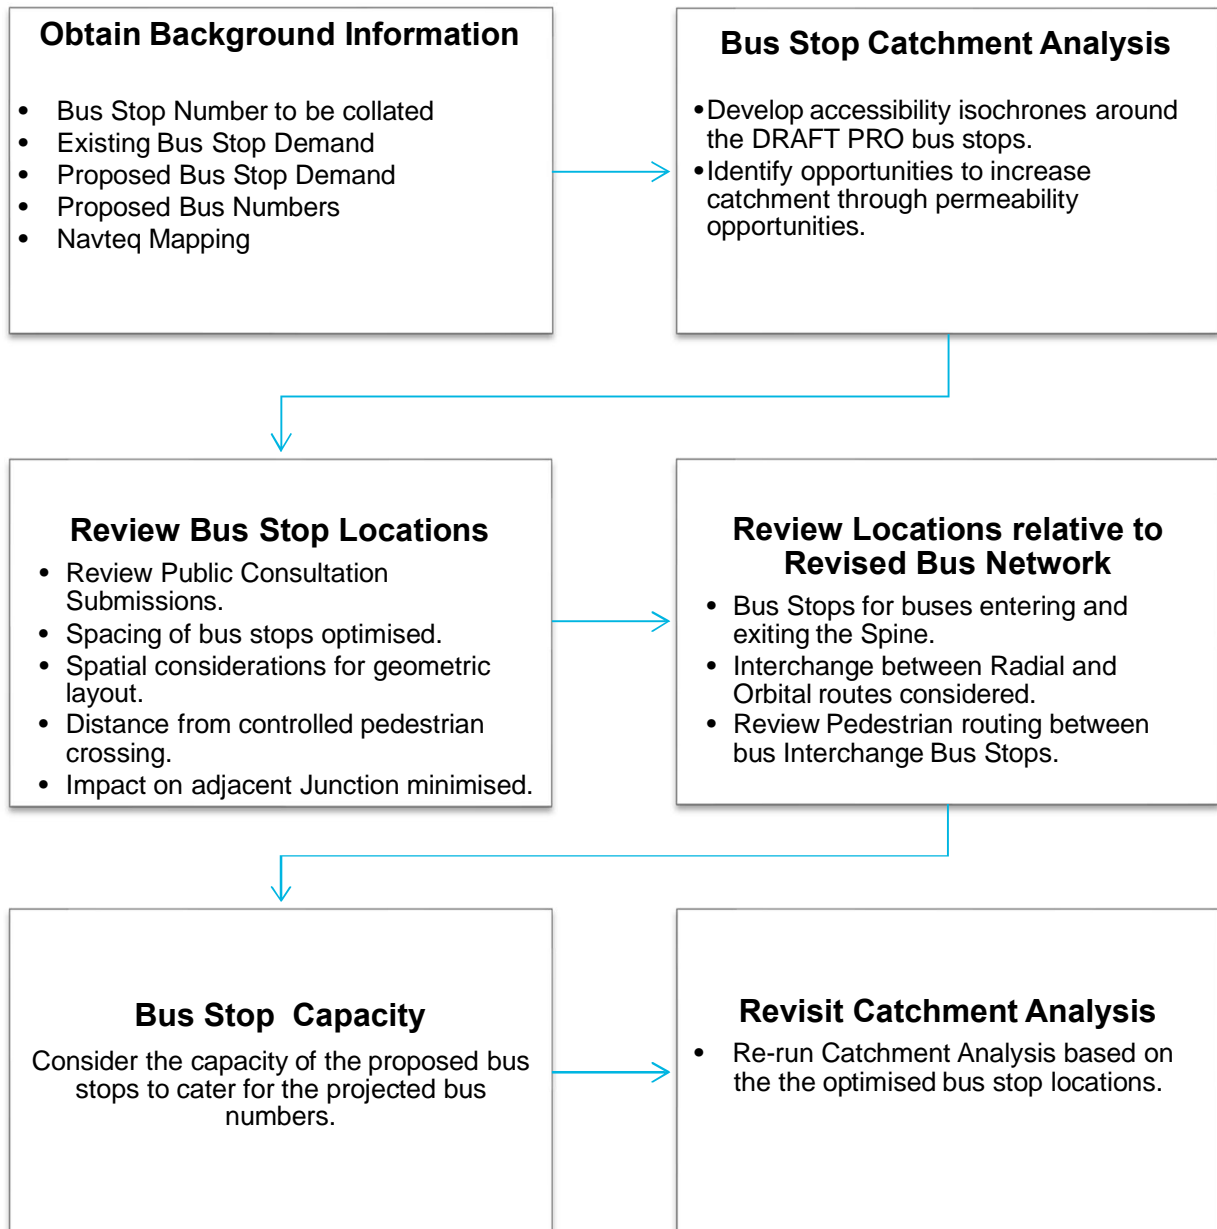 Obtain Background Information
• Bus Stop Number to be collated
• Existing Bus Stop Demand
• Proposed Bus Stop Demand
• Proposed Bus Numbers
• Navteq Mapping
Bus Stop Catchment Analysis
•Develop accessibility isochrones around
the DRAFT PRO bus stops.
•Identify opportunities to increase
catchment through permeability
opportunities.
Review Bus Stop Locations
• Review Public Consultation
Submissions.
• Spacing of bus stops optimised.
• Spatial considerations for geometric
layout.
• Distance from controlled pedestrian
crossing.
• Impact on adjacent Junction minimised.
Review Locations relative to
Revised Bus Network
• Bus Stops for buses entering and
exiting the Spine.
• Interchange between Radial and
Orbital routes considered.
• Review Pedestrian routing between
bus Interchange Bus Stops.
Bus Stop Capacity
Consider the capacity of the proposed bus
stops to cater for the projected bus
numbers.
Revisit Catchment Analysis
• Re-run Catchment Analysis based on
the the optimised bus stop locations.